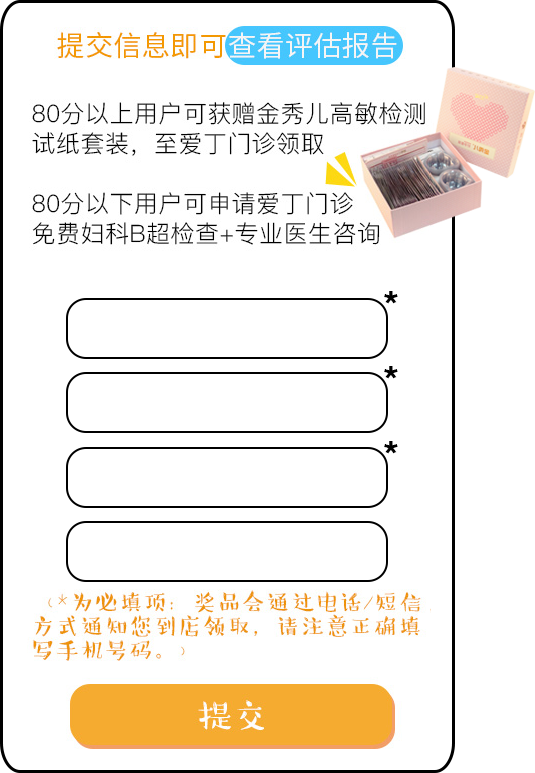 提交信息即可查看评估报告
80分以上用户可获赠金秀儿高敏检测
试纸套装，至爱丁门诊领取
80分以下用户可申请爱丁门诊
免费妇科B超检查+专业医生咨询
*
*
*
（*为必填项：奖品会通过电话/短信
方式通知您到店领取，请注意正确填
写手机号码。）
提交